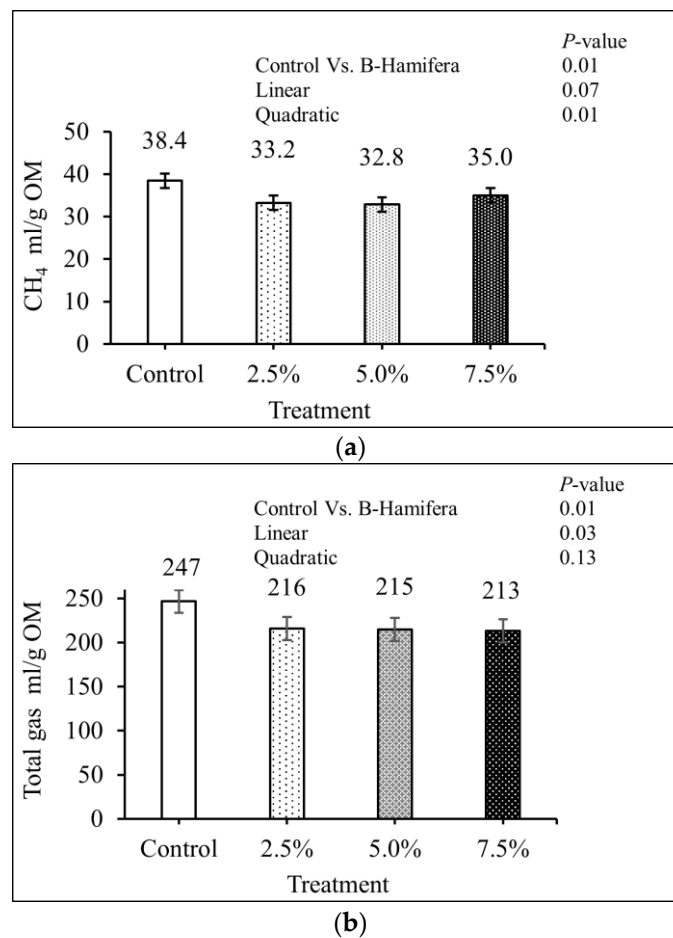 P-value
Control Vs. B-Hamifera 0.01
Linear 0.07
Quadratic 0.01
50
40
30
20
10
0
CH₄ ml/g OM
38.4 33.2 32.8 35.0
Control 2.5% 5.0% 7.5%
Treatment
(a)
P-value
Control Vs. B-Hamifera 0.01
Linear 0.03
Quadratic 0.13
250
200
150
100
50
0
Total gas ml/g OM
247 216 215 213
Control 2.5% 5.0% 7.5%
Treatment
(b)